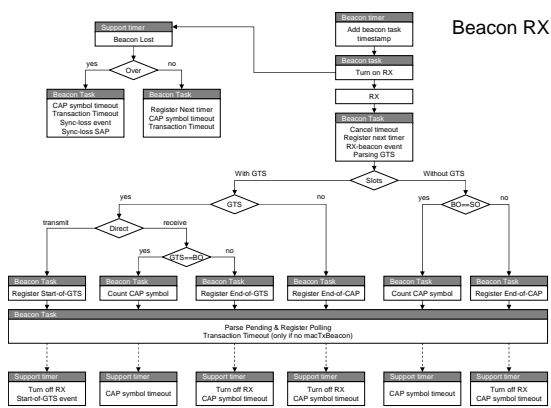 Beacon RX
Beacon timer
Add beacon task
timestamp
Support timer
Beacon Lost
Beacon task
Turn on RX
yes
Over
no
RX
Beacon Task
CAP symbol timeout
Transaction Timeout
Sync-loss event
Sync-loss SAP
Beacon Task
Register Next timer
CAP symbol timeout
Transaction Timeout
Beacon Task
Cancel timeout
Register next timer
RX-beacon event
Parsing GTS
With GTS
Slots
Without GTS
yes
GTS
no
yes
BO==SO
no
transmit
Direct
receive
yes
GTS==BO
no
Beacon Task
Register Start-of-GTS
Beacon Task
Count CAP symbol
Beacon Task
Register End-of-GTS
Beacon Task
Register End-of-CAP
Beacon Task
Count CAP symbol
Beacon Task
Register End-of-CAP
Beacon Task
Parse Pending & Register Polling
Transaction Timeout (only if no macTxBeacon)
Support timer
Turn off RX
Start-of-GTS event
Support timer
CAP symbol timeout
Support timer
Turn off RX
CAP symbol timeout
Support timer
Turn off RX
CAP symbol timeout
Support timer
CAP symbol timeout
Support timer
Turn off RX
CAP symbol timeout